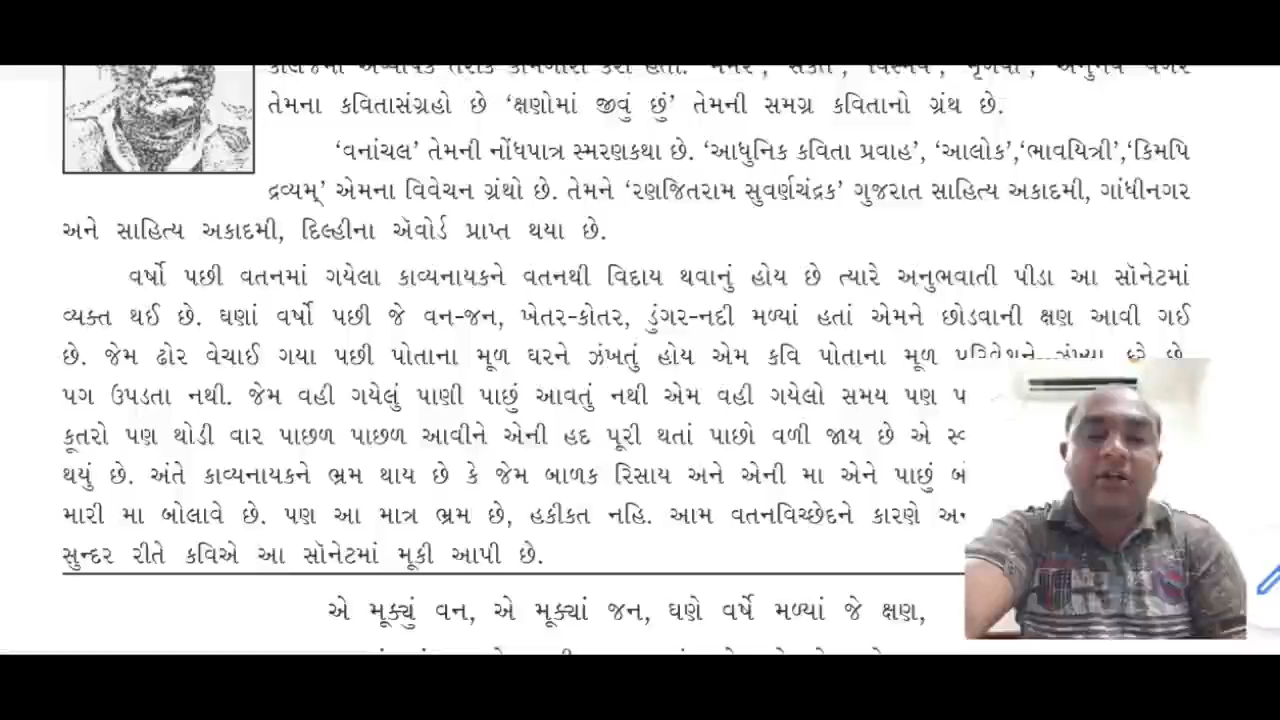 તેમના કવિતાસંગ્રહો છે ‘ક્ષણોમાં જીવું છું’ તેમની સમગ્ર કવિતાનો ગ્રંથ છે.
‘વનાંચલ’ તેમની નોંધપાત્ર સ્મરણકથા છે. ‘આધુનિક કવિતા પ્રવાહ’, ‘આલોક’,‘ભાવયિત્રી’,‘કિમપિ
દ્રવ્યમ્’ એમના વિવેચન ગ્રંથો છે. તેમને ‘રણજિતરામ સુવર્ણચંદ્રક’ ગુજરાત સાહિત્ય અકાદમી, ગાંધીનગર
અને સાહિત્ય અકાદમી, દિલ્હીના ઍવોર્ડ પ્રાપ્ત થયા છે.
વર્ષો પછી વતનમાં ગયેલા કાવ્યનાયકને વતનથી વિદાય થવાનું હોય છે ત્યારે અનુભવાતી પીડા આ સૉનેટમાં
વ્યક્ત થઈ છે. ઘણાં વર્ષો પછી જે વન-જન, ખેતર-કોતર, ડુંગર-નદી મળ્યાં હતાં એમને છોડવાની ક્ષણ આવી ગઈ
છે. જેમ ઢોર વેચાઈ ગયા પછી પોતાના મૂળ ઘરને ઝંખતું હોય એમ કવિ પોતાના મૂળ
પગ ઉપડતા નથી. જેમ વહી ગયેલું પાણી પાછું આવતું નથી એમ વહી ગયેલો સમય પણ
કૂતરો પણ થોડી વાર પાછળ પાછળ આવીને એની હદ પૂરી થતાં પાછો વળી જાય છે એ
થયું છે. અંતે કાવ્યનાયકને ભ્રમ થાય છે કે જેમ બાળક રિસાય અને એની મા એને પાછું
મારી મા બોલાવે છે. પણ આ માત્ર ભ્રમ છે, હકીકત નહિ. આમ વતનવિચ્છેદને કારણે
સુન્દર રીતે કવિએ આ સૉનેટમાં મૂકી આપી છે.
એ મૂક્યું વન, એ મૂક્યાં જન, ઘણે વર્ષે મળ્યાં જે ક્ષણ,